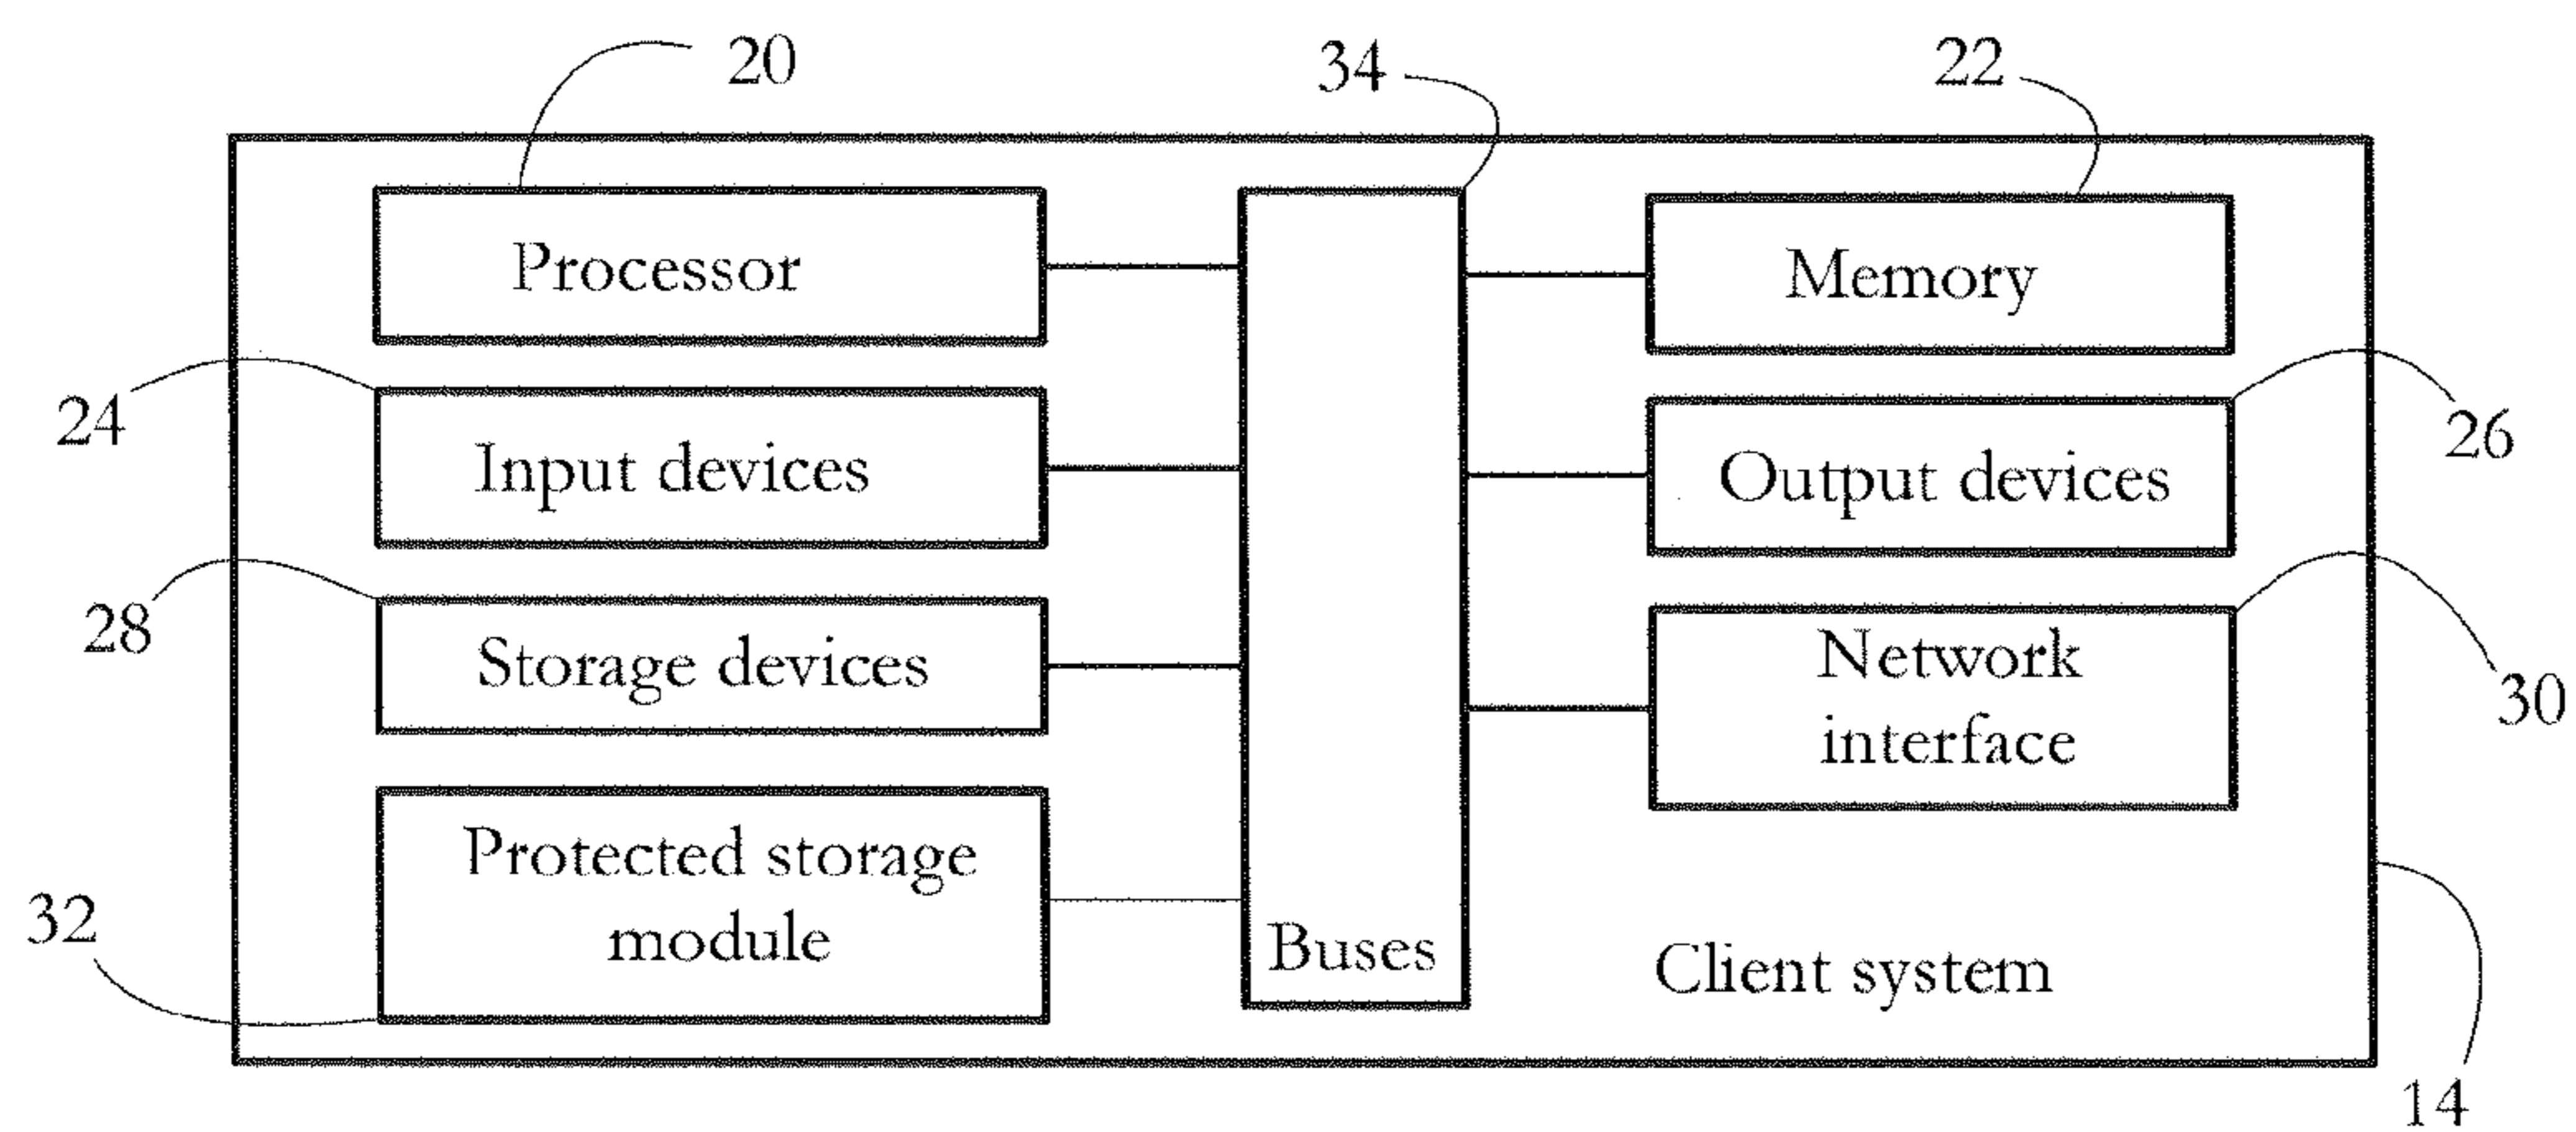 20
34
22
Processor
Memory
24
Input devices
Output devices
26
28
Storage devices
Network
interface
30
Protected storage
module
32
Buses
Client system
14